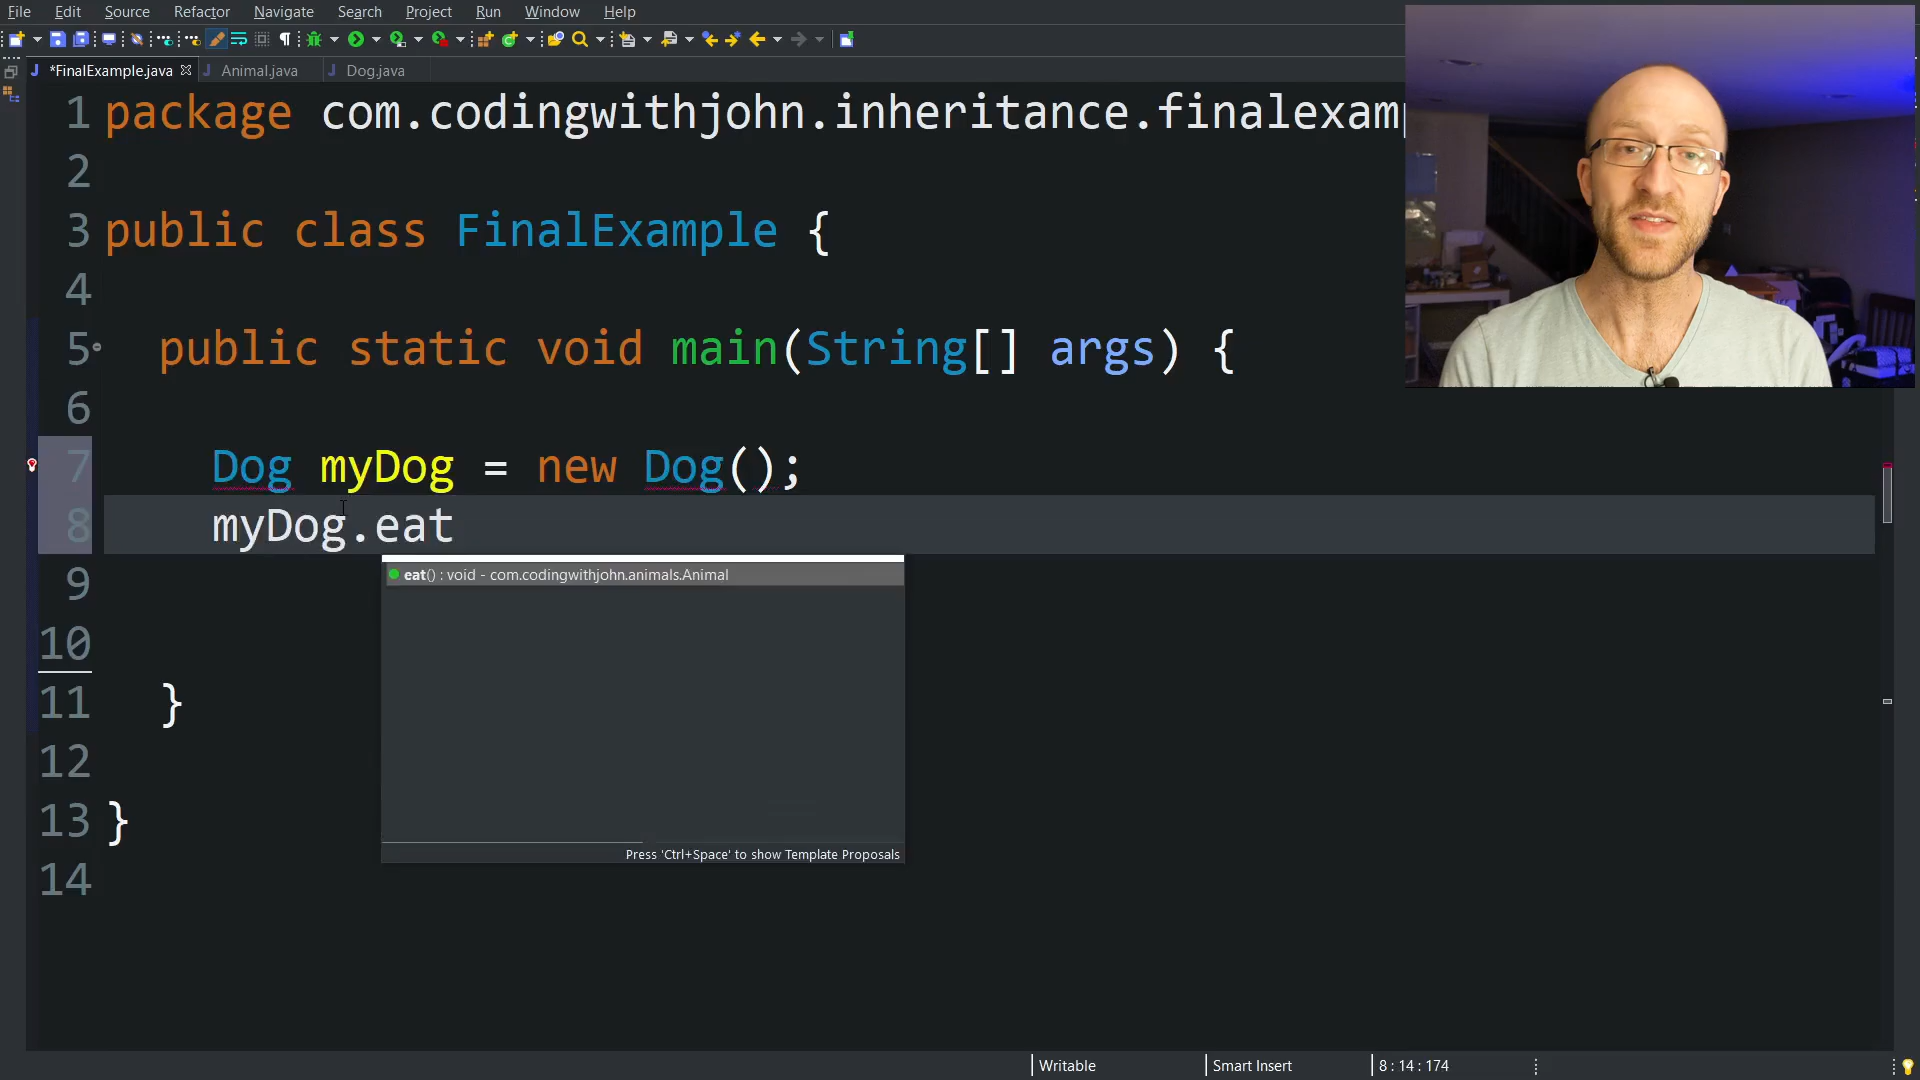 File Edit Source Refactor Navigate Search Project Run Window Help
*FinalExample.java Animal.java Dog.java
1 package com.codingwithjohn.inheritance.finalexamp
2
3 public class FinalExample {
4
5 public static void main(String[] args) {
6
7 Dog myDog = new Dog();
8 myDog.eat
eat() : void - com.codingwithjohn.animals.Animal
9
10
11 }
12
13 }
Press 'Ctrl+Space' to show Template Proposals
14
Writable Smart Insert 8 : 14 : 174